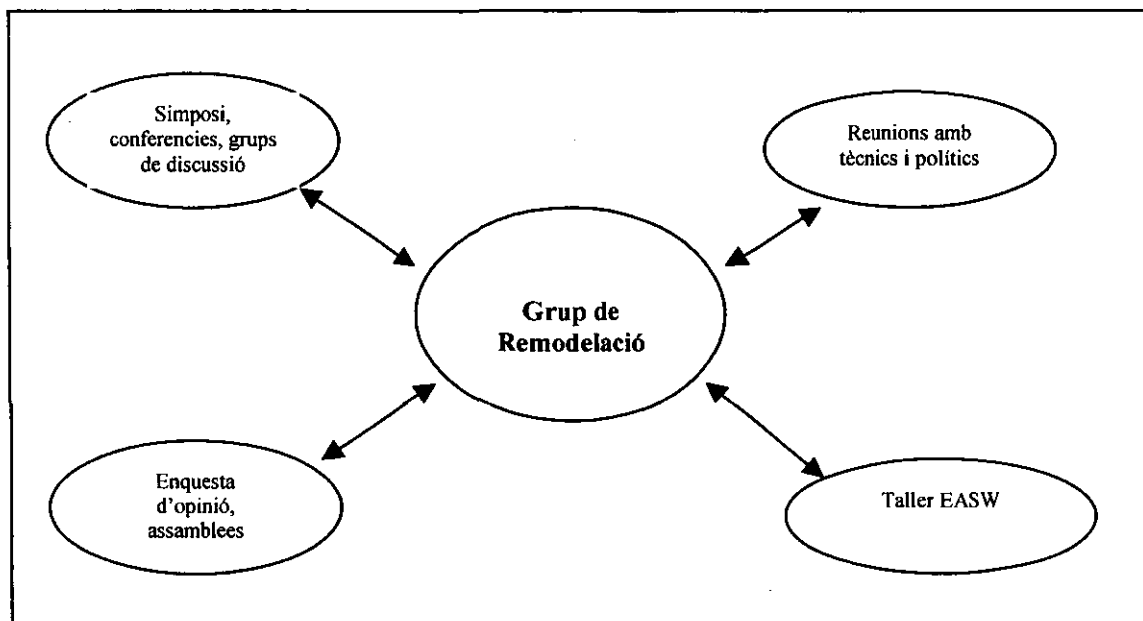 Simposi,
conferencies, grups
de discussió
Reunions amb
tècnics i polítics
Grup de
Remodelació
Enquesta
d'opinió,
assamblees
Taller EASW